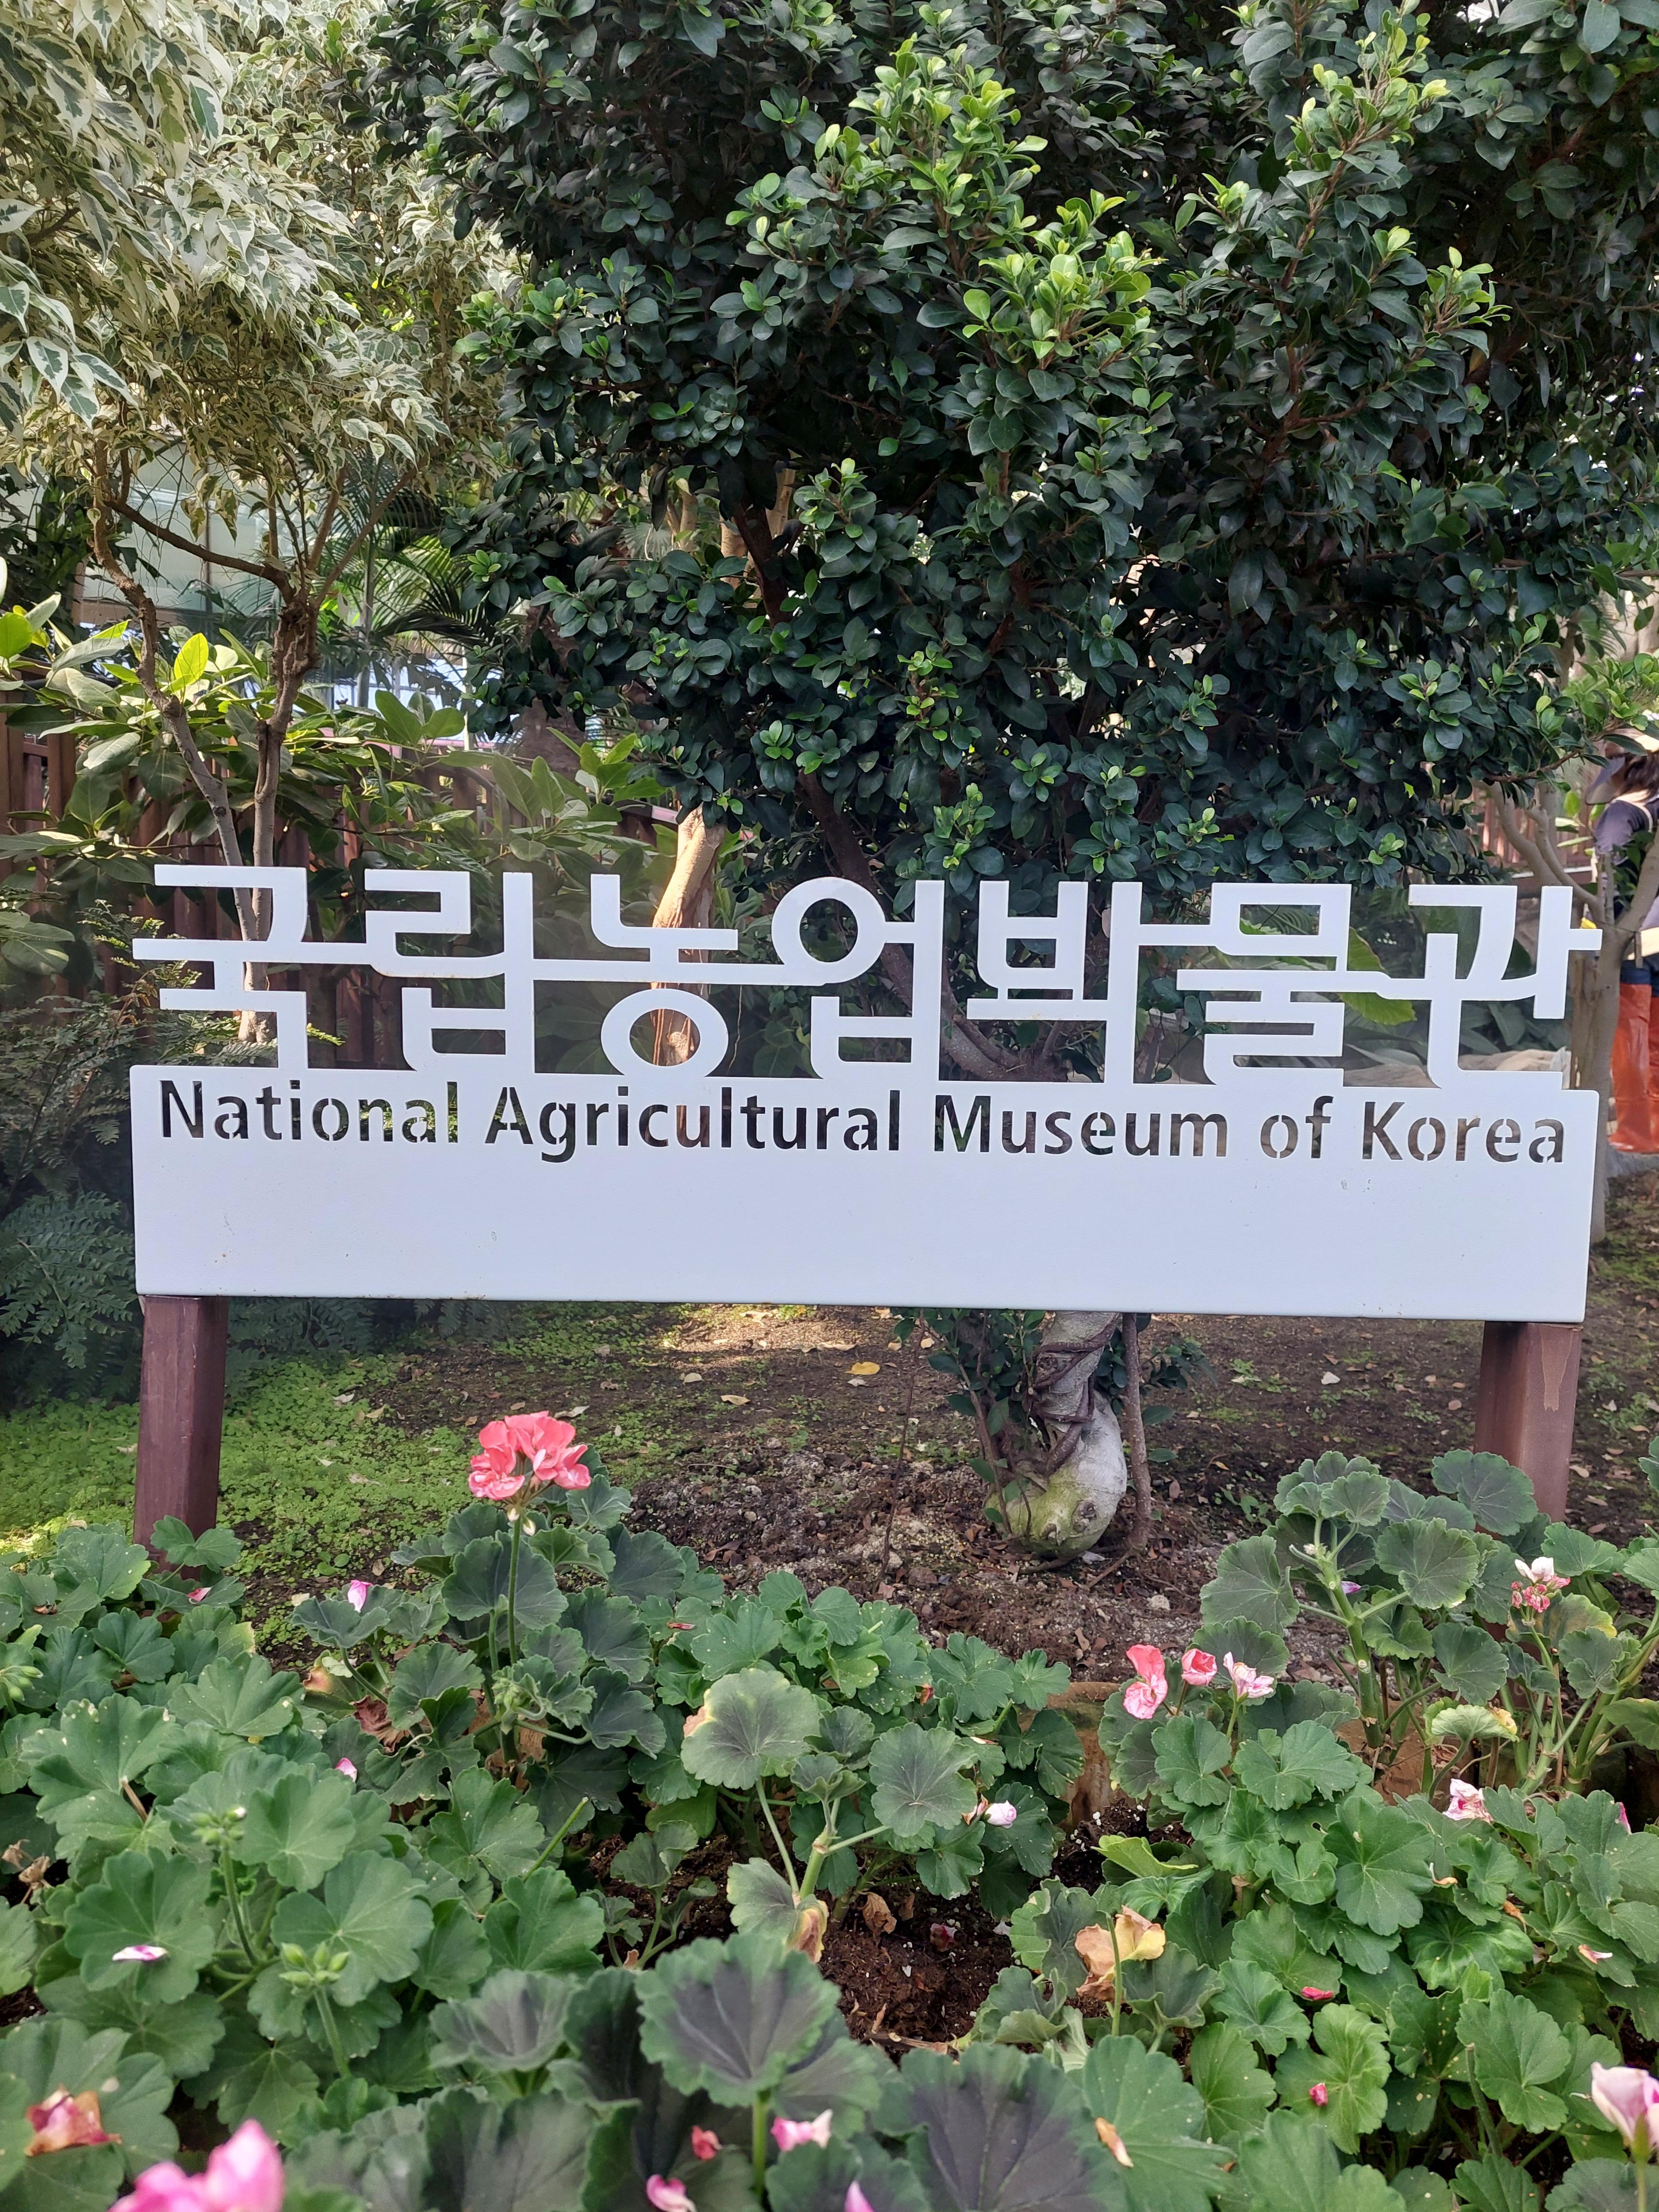 국립농업박물관
National Agricultural Museum of Korea